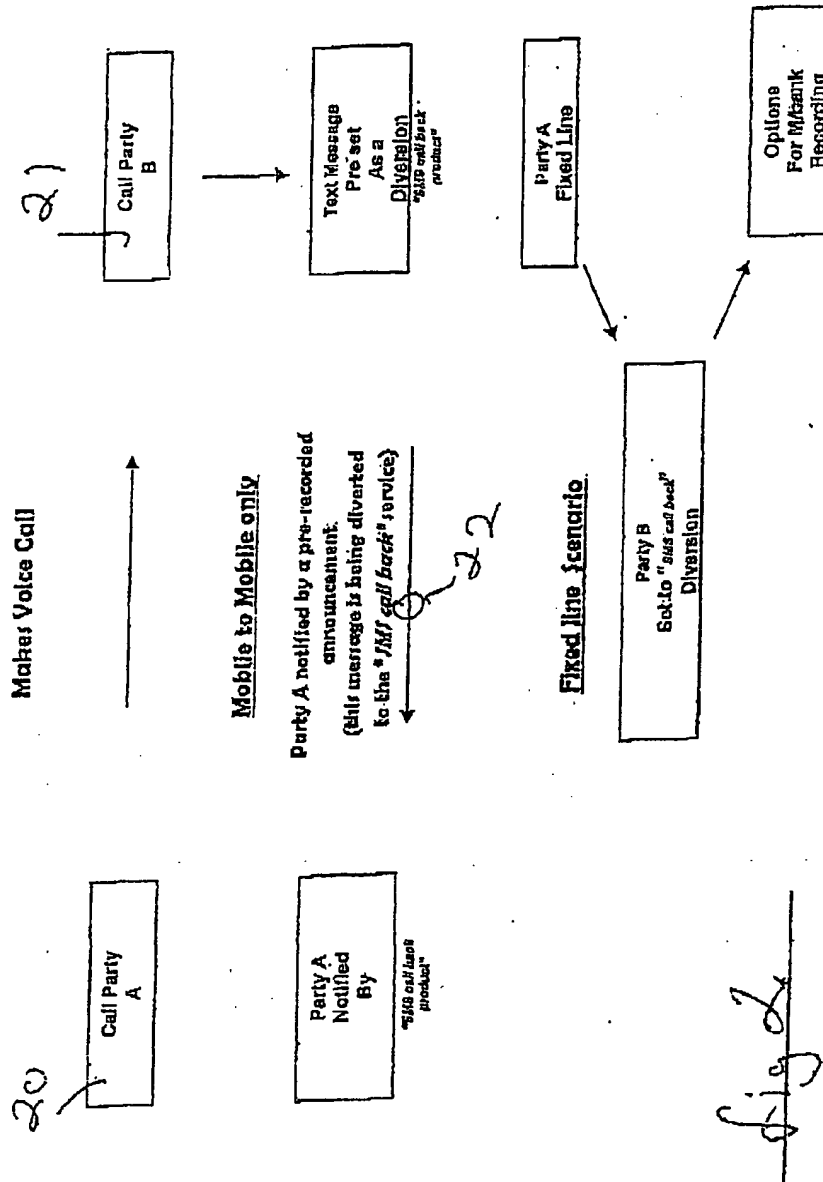 Makes Voice Call
20
21
Call Party
A
Call Party
B
Mobile to Mobile only
Party A notified by a pre-recorded
announcement.
(this message is being diverted
to the "SMS call back" service)
22
Party A
Notified
By
"SMS call back
product"
Text Message
Pre set
As a
Diversion
"SMS call back
product"
Fixed line Scenario
Party A
Fixed Line
Party B
Set to "SMS call back"
Diversion
Options
For M/bank
Recording
fig 2